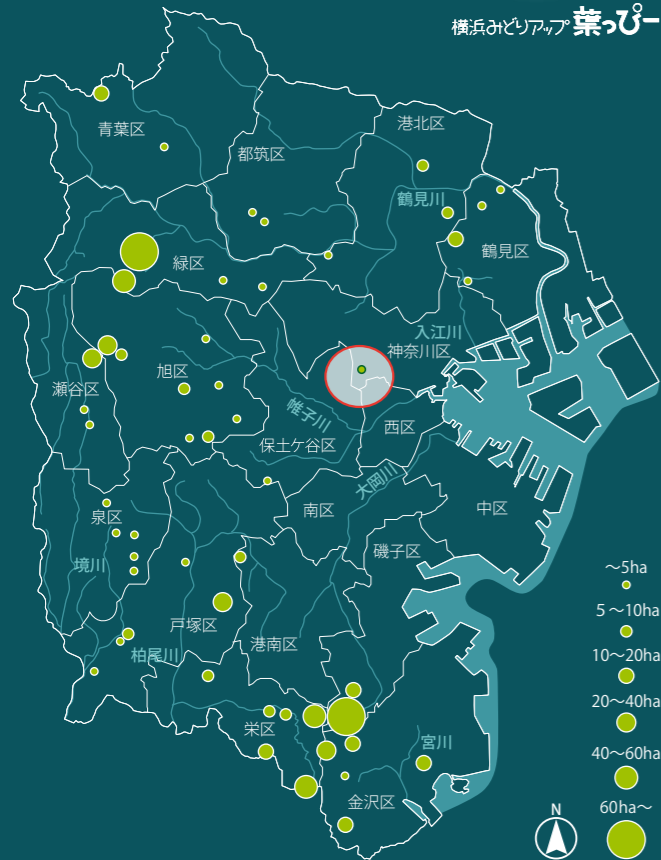 横浜みどりアップ 葉っぴー
港北区
青葉区
都筑区
鶴見川
鶴見区
緑区
入江川
神奈川区
旭区
瀬谷区
帷子川
西区
保土ケ谷区
大岡川
南区
中区
泉区
磯子区
境川
～5ha
5～10ha
戸塚区
港南区
柏尾川
10～20ha
20～40ha
栄区
宮川
40～60ha
金沢区
60ha～
N